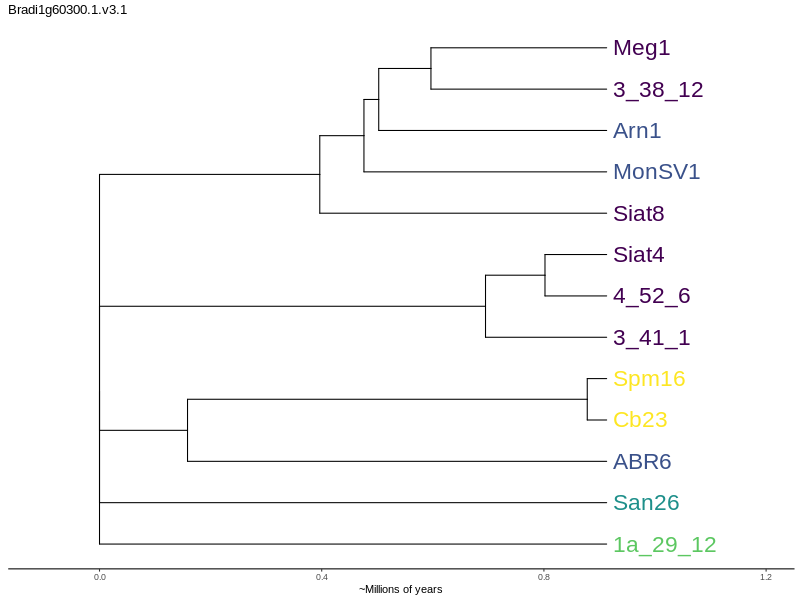 Bradi1g60300.1.v3.1
Meg1
3_38_12
Arn1
MonSV1
Siat8
Siat4
4_52_6
3_41_1
Spm16
Cb23
ABR6
San26
1a_29_12
0.0 0.4 0.8 1.2
~Millions of years